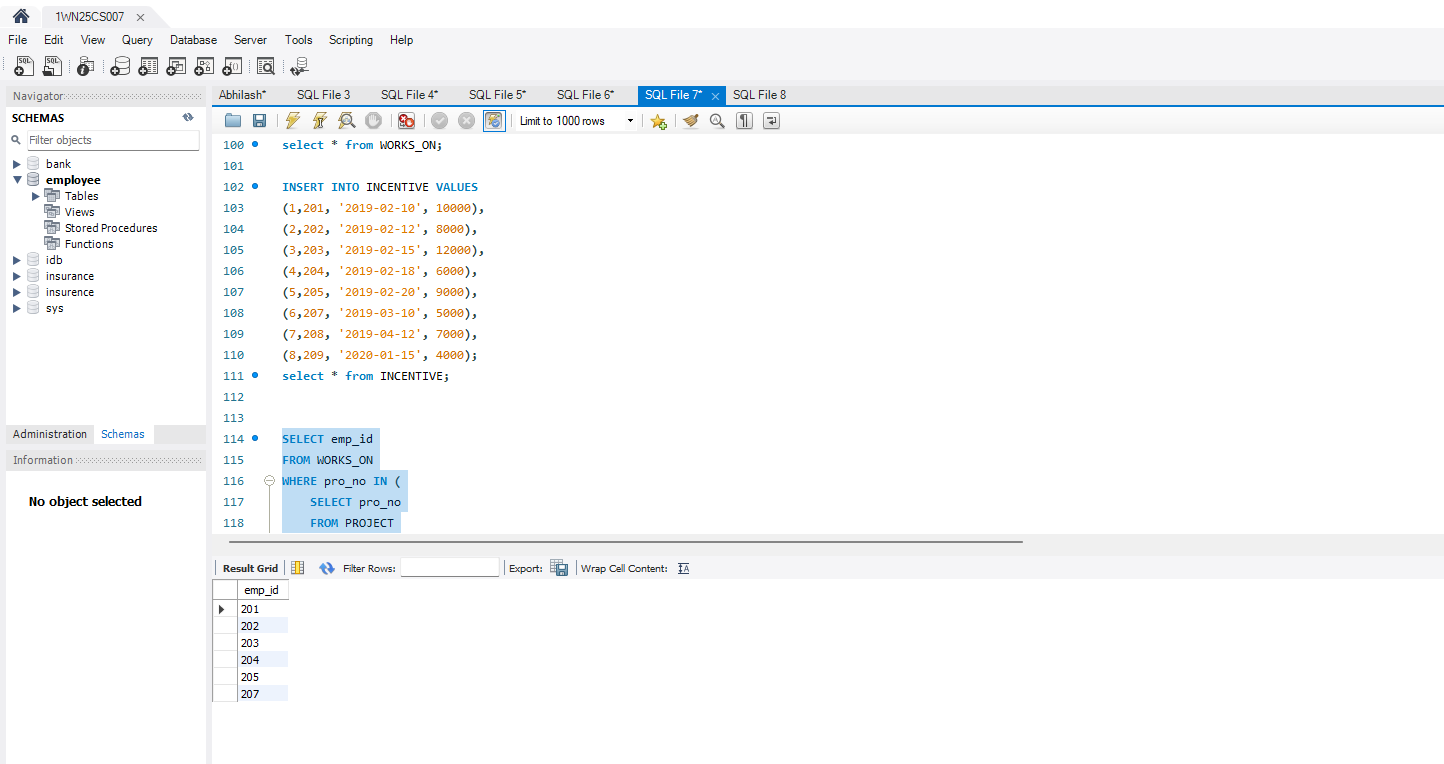 1WN25CS007
File Edit View Query Database Server Tools Scripting Help
Navigator
SCHEMAS
Filter objects
bank
employee
Tables
Views
Stored Procedures
Functions
idb
insurance
insurence
sys
Administration Schemas
Information
No object selected
Abhilash* SQL File 3 SQL File 4* SQL File 5* SQL File 6* SQL File 7* SQL File 8
Limit to 1000 rows
100 select * from WORKS_ON;
101
102 INSERT INTO INCENTIVE VALUES
103 (1,201, '2019-02-10', 10000),
104 (2,202, '2019-02-12', 8000),
105 (3,203, '2019-02-15', 12000),
106 (4,204, '2019-02-18', 6000),
107 (5,205, '2019-02-20', 9000),
108 (6,207, '2019-03-10', 5000),
109 (7,208, '2019-04-12', 7000),
110 (8,209, '2020-01-15', 4000);
111 select * from INCENTIVE;
112
113
114 SELECT emp_id
115 FROM WORKS_ON
116 WHERE pro_no IN (
117 SELECT pro_no
118 FROM PROJECT
Result Grid Filter Rows: Export: Wrap Cell Content:
emp_id
201
202
203
204
205
207